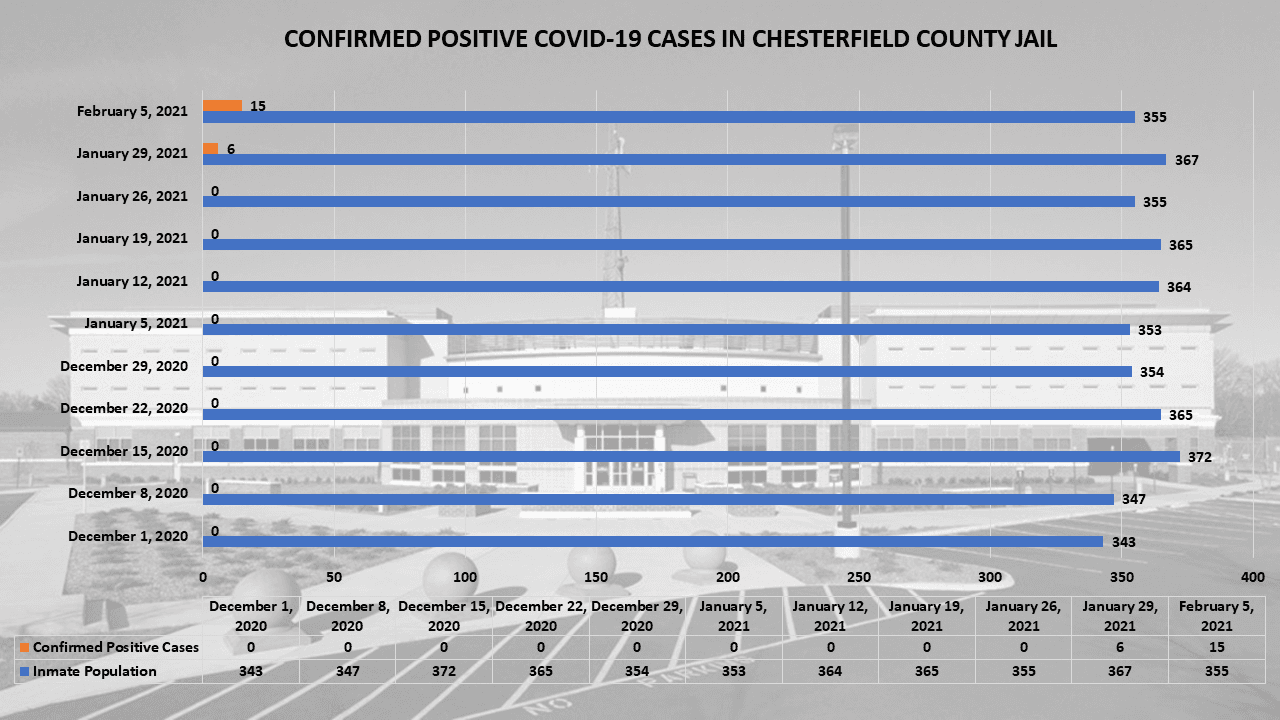 CONFIRMED POSITIVE COVID-19 CASES IN CHESTERFIELD COUNTY JAIL
February 5, 2021 15 355
January 29, 2021 6 367
January 26, 2021 0 355
January 19, 2021 0 365
January 12, 2021 0 364
January 5, 2021 0 353
December 29, 2020 0 354
December 22, 2020 0 365
December 15, 2020 0 372
December 8, 2020 0 347
December 1, 2020 0 343
0 50 100 150 200 250 300 350 400
December 1, December 8, December 15, December 22, December 29, January 5, January 12, January 19, January 26, January 29, February 5,
2020 2020 2020 2020 2020 2021 2021 2021 2021 2021 2021
Confirmed Positive Cases 0 0 0 0 0 0 0 0 0 6 15
Inmate Population 343 347 372 365 354 353 364 365 355 367 355
NO PARKING